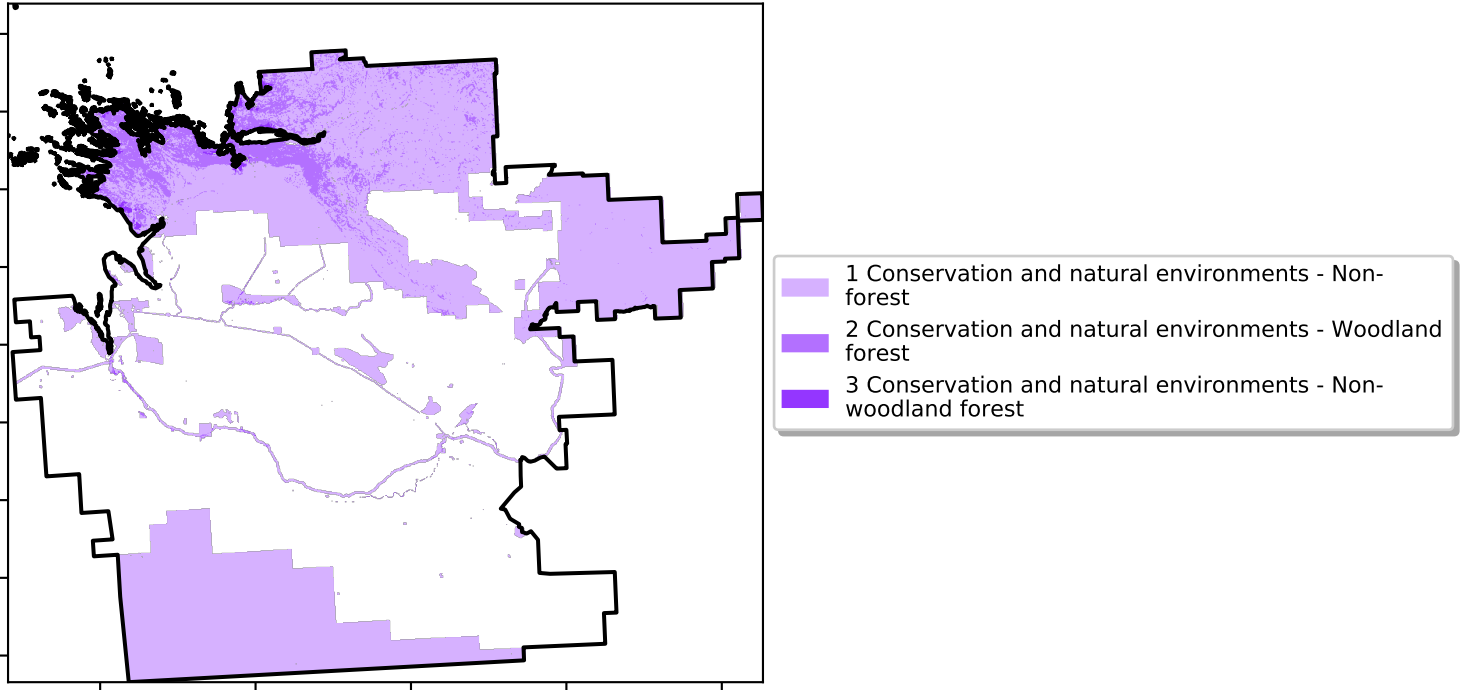 1 Conservation and natural environments - Non-
forest
2 Conservation and natural environments - Woodland
forest
3 Conservation and natural environments - Non-
woodland forest